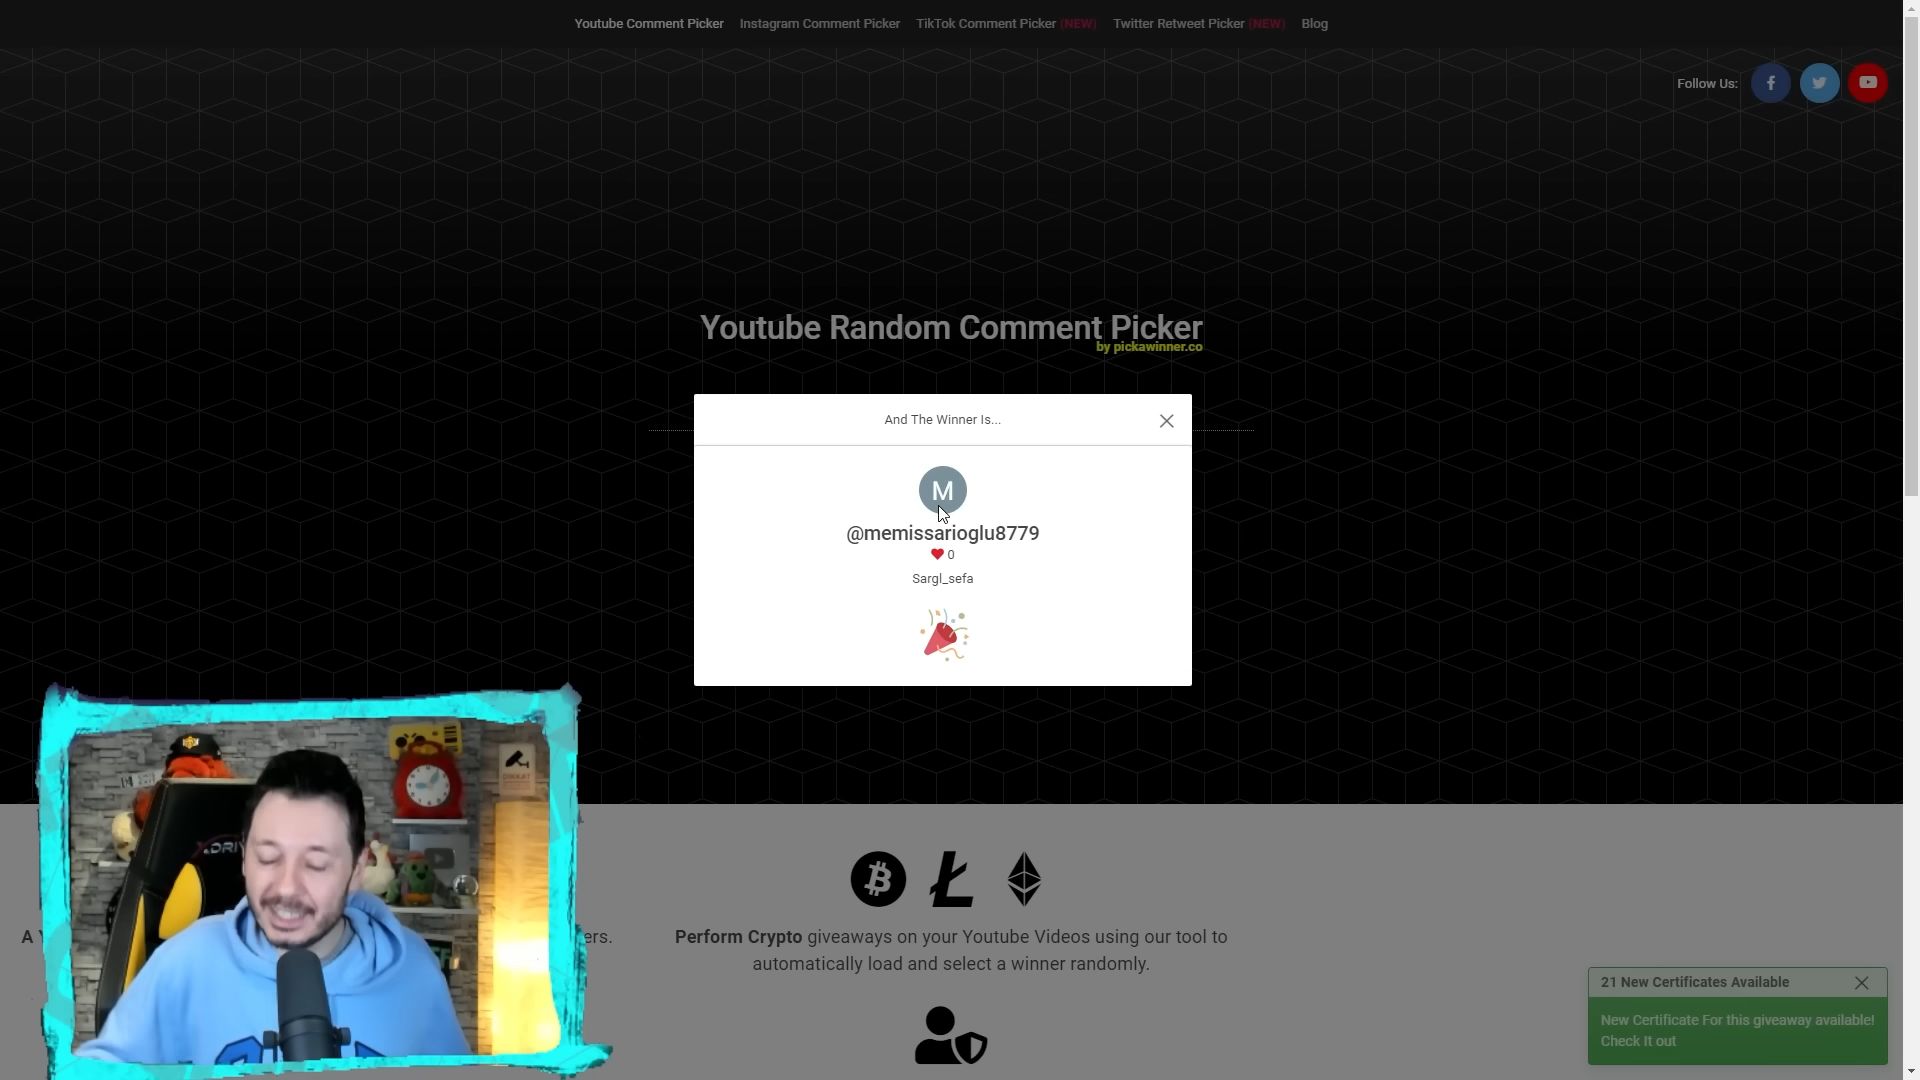 Youtube Comment Picker Instagram Comment Picker TikTok Comment Picker (NEW) Twitter Retweet Picker (NEW) Blog
Follow Us:
Youtube Random Comment Picker
by pickawinner.co
And The Winner Is...
M
@memissarioglu8779
0
Sargl_sefa
DİKKAT
A Y
ers.
Perform Crypto giveaways on your Youtube Videos using our tool to
automatically load and select a winner randomly.
21 New Certificates Available
New Certificate For this giveaway available!
Check It out